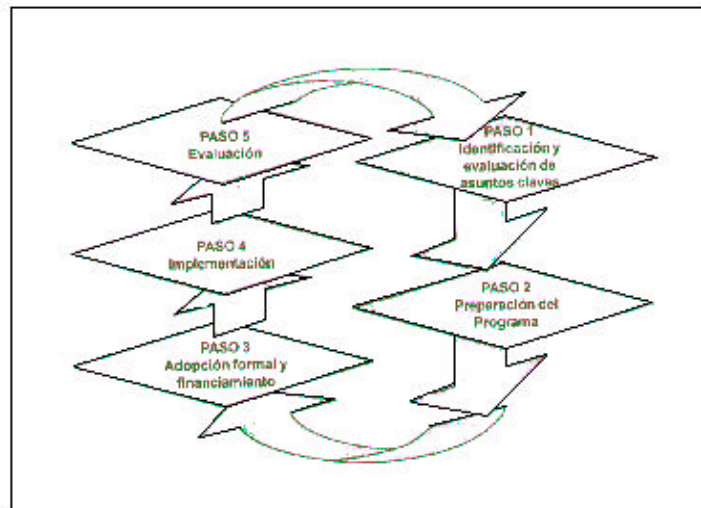 PASO 1
Identificación y
evaluación de
asuntos claves
PASO 2
Preparación del
Programa
PASO 3
Adopción formal y
financiamiento
PASO 4
Implementación
PASO 5
Evaluación